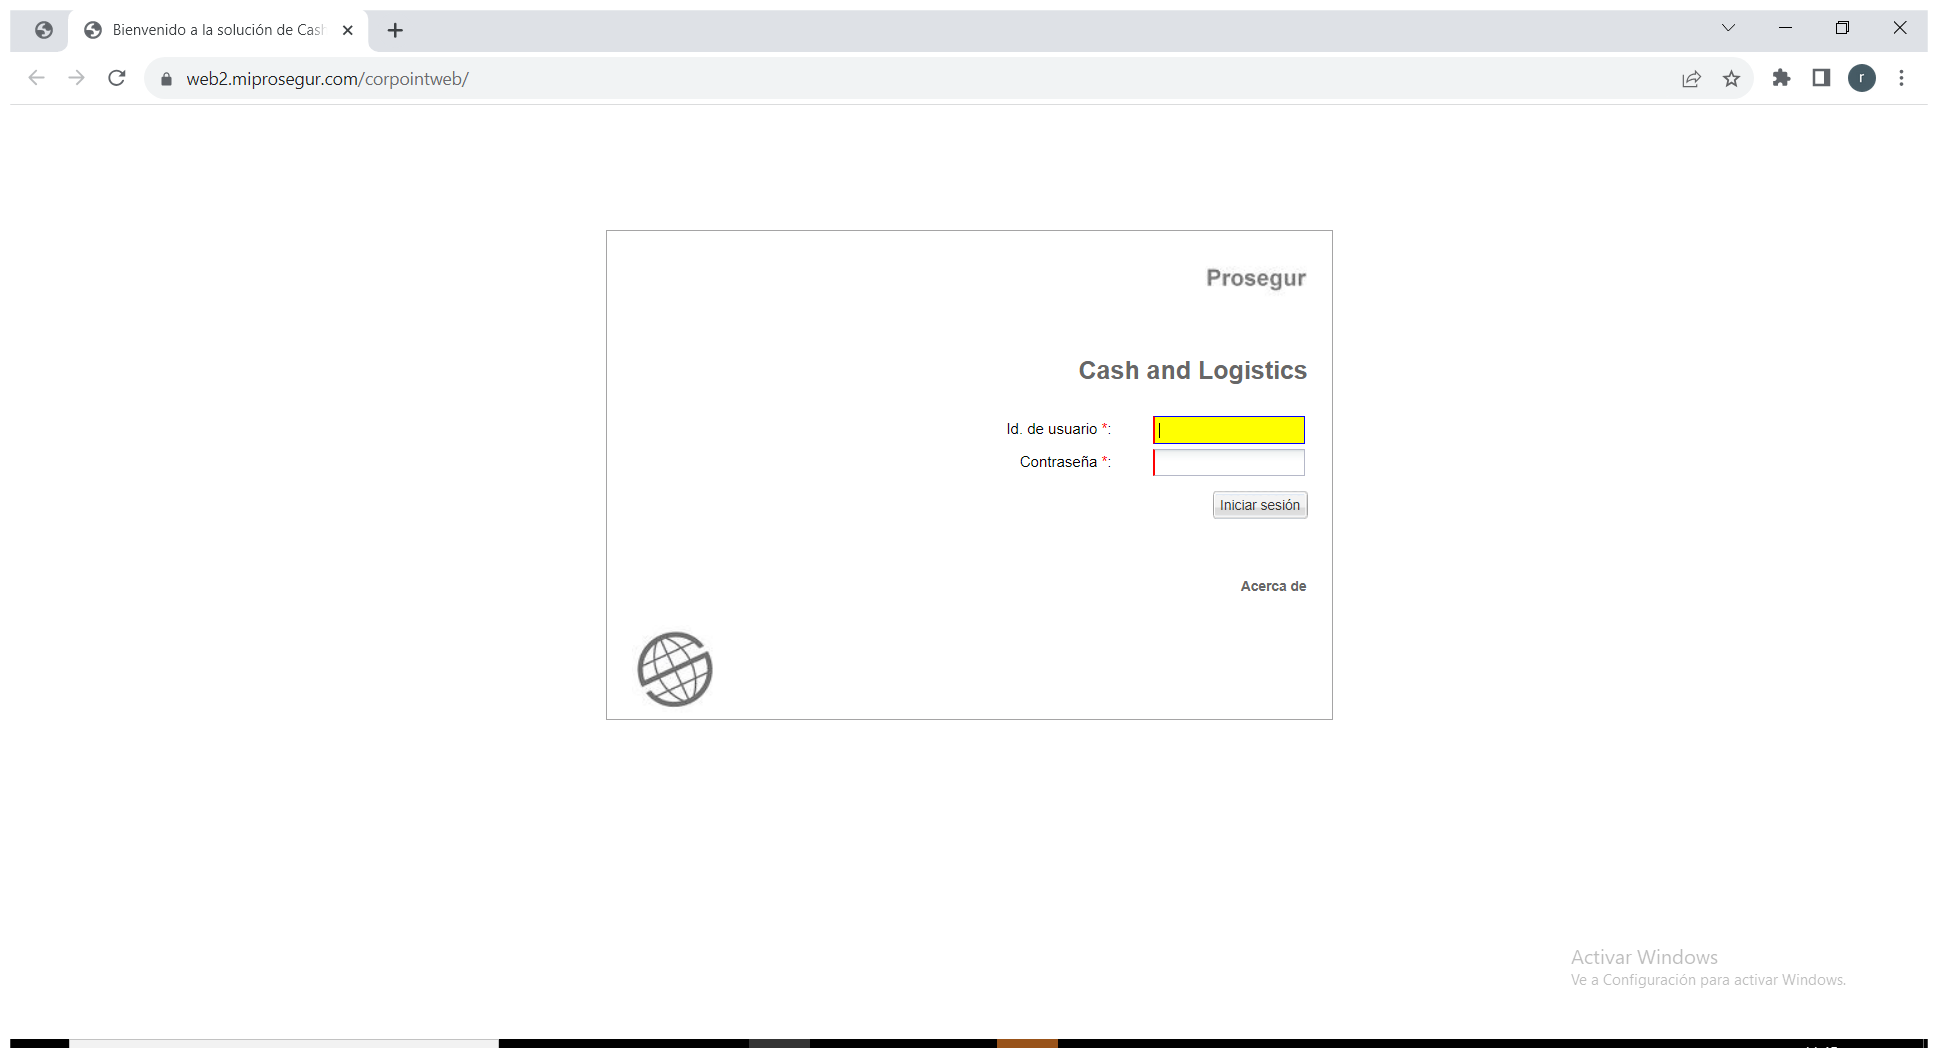 Bienvenido a la solución de Cas
web2.miprosegur.com/corpointweb/
r
Prosegur
Cash and Logistics
Id. de usuario *:
Contraseña *:
Iniciar sesión
Acerca de
Activar Windows
Ve a Configuración para activar Windows.